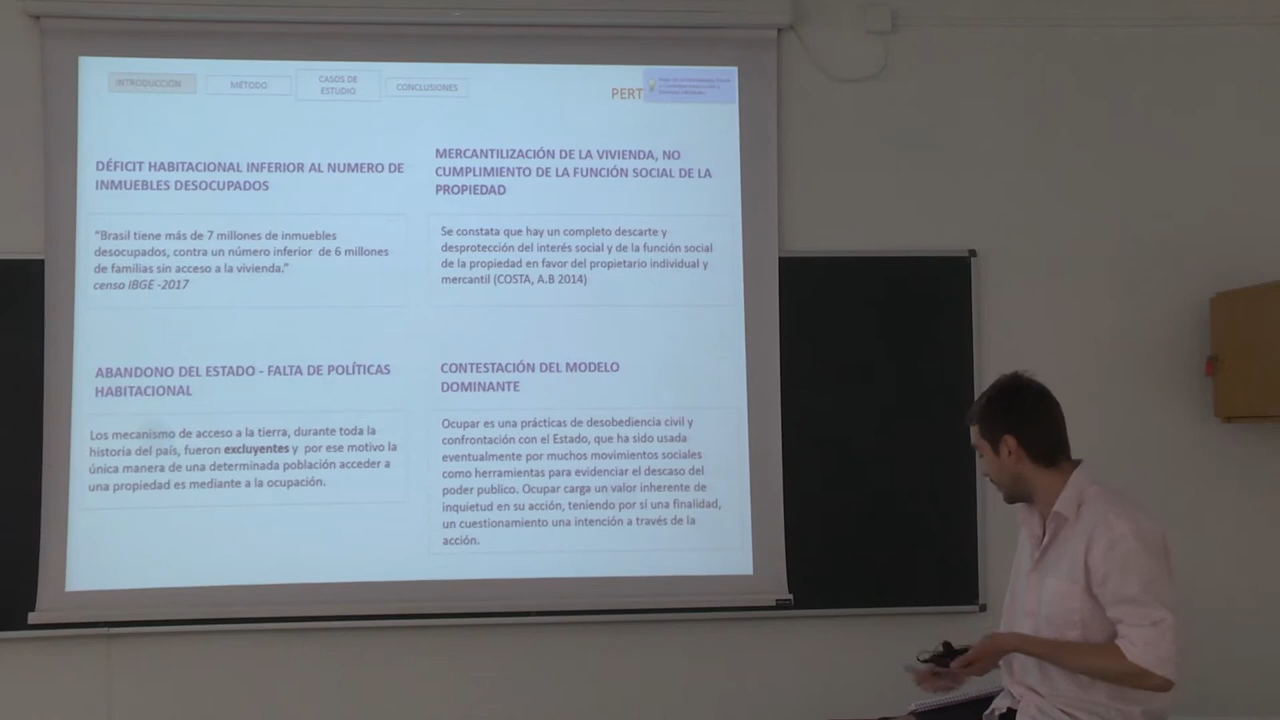 INTRODUCCIÓN
MÉTODO
CASOS DE
ESTUDIO
CONCLUSIONES
PERT
DÉFICIT HABITACIONAL INFERIOR AL NUMERO DE
INMUEBLES DESOCUPADOS
“Brasil tiene más de 7 millones de inmuebles
desocupados, contra un número inferior de 6 millones
de familias sin acceso a la vivienda.”
censo IBGE -2017
MERCANTILIZACIÓN DE LA VIVIENDA, NO
CUMPLIMIENTO DE LA FUNCIÓN SOCIAL DE LA
PROPIEDAD
Se constata que hay un completo descarte y
desprotección del interés social y de la función social
de la propiedad en favor del propietario individual y
mercantil (COSTA, A.B 2014)
ABANDONO DEL ESTADO - FALTA DE POLÍTICAS
HABITACIONAL
Los mecanismo de acceso a la tierra, durante toda la
historia del país, fueron excluyentes y por ese motivo la
única manera de una determinada población acceder a
una propiedad es mediante a la ocupación.
CONTESTACIÓN DEL MODELO
DOMINANTE
Ocupar es una prácticas de desobediencia civil y
confrontación con el Estado, que ha sido usada
eventualmente por muchos movimientos sociales
como herramientas para evidenciar el descaso del
poder publico. Ocupar carga un valor inherente de
inquietud en su acción, teniendo por si una finalidad,
un cuestionamiento una intención a través de la
acción.